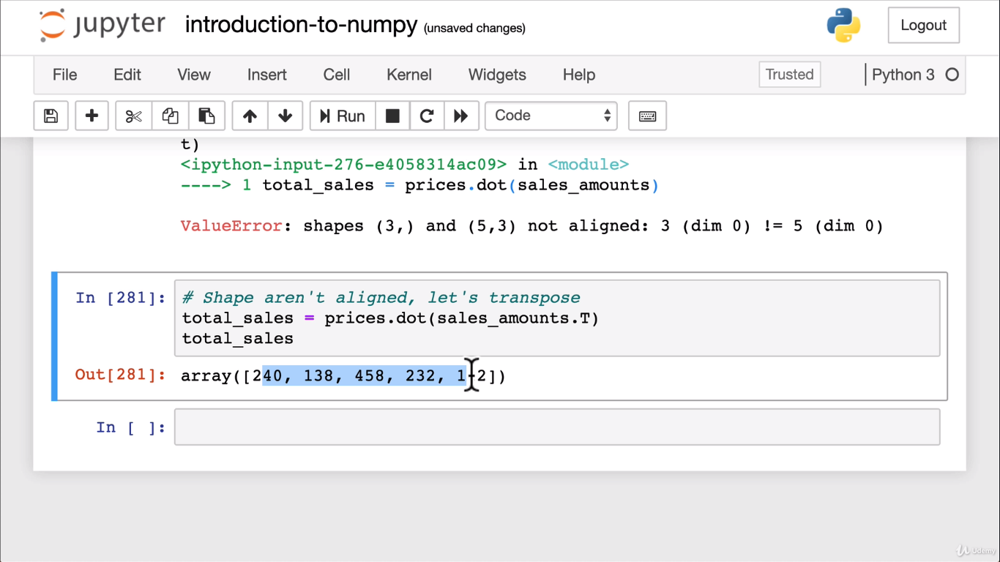 jupyter introduction-to-numpy (unsaved changes) Logout
File Edit View Insert Cell Kernel Widgets Help Trusted Python 3
Run Code
t)
<ipython-input-276-e4058314ac09> in <module>
----> 1 total_sales = prices.dot(sales_amounts)
ValueError: shapes (3,) and (5,3) not aligned: 3 (dim 0) != 5 (dim 0)
In [281]: # Shape aren't aligned, let's transpose
total_sales = prices.dot(sales_amounts.T)
total_sales
Out[281]: array([240, 138, 458, 232,
In [ ]:
Udemy